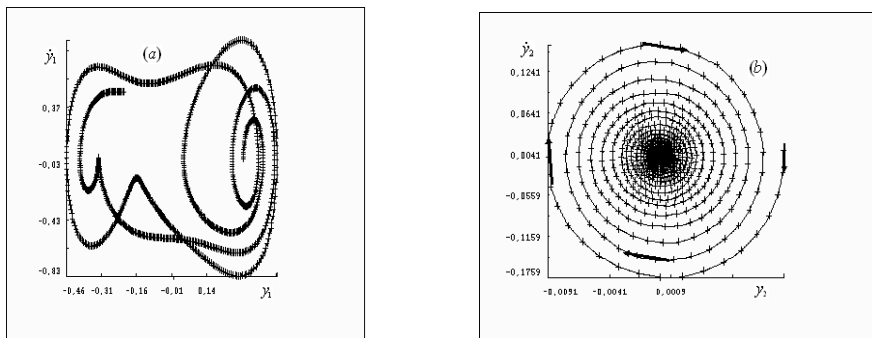 ẏ₁
(a)
0,37
-0,03
-0,43
-0,83
-0,46 -0,31 -0,16 -0,01 0,14
y₁
ẏ₂
(b)
0,1241
0,0641
0,0041
-0,0559
-0,1159
-0,1759
-0,0091 -0,0041 0,0009
y₂